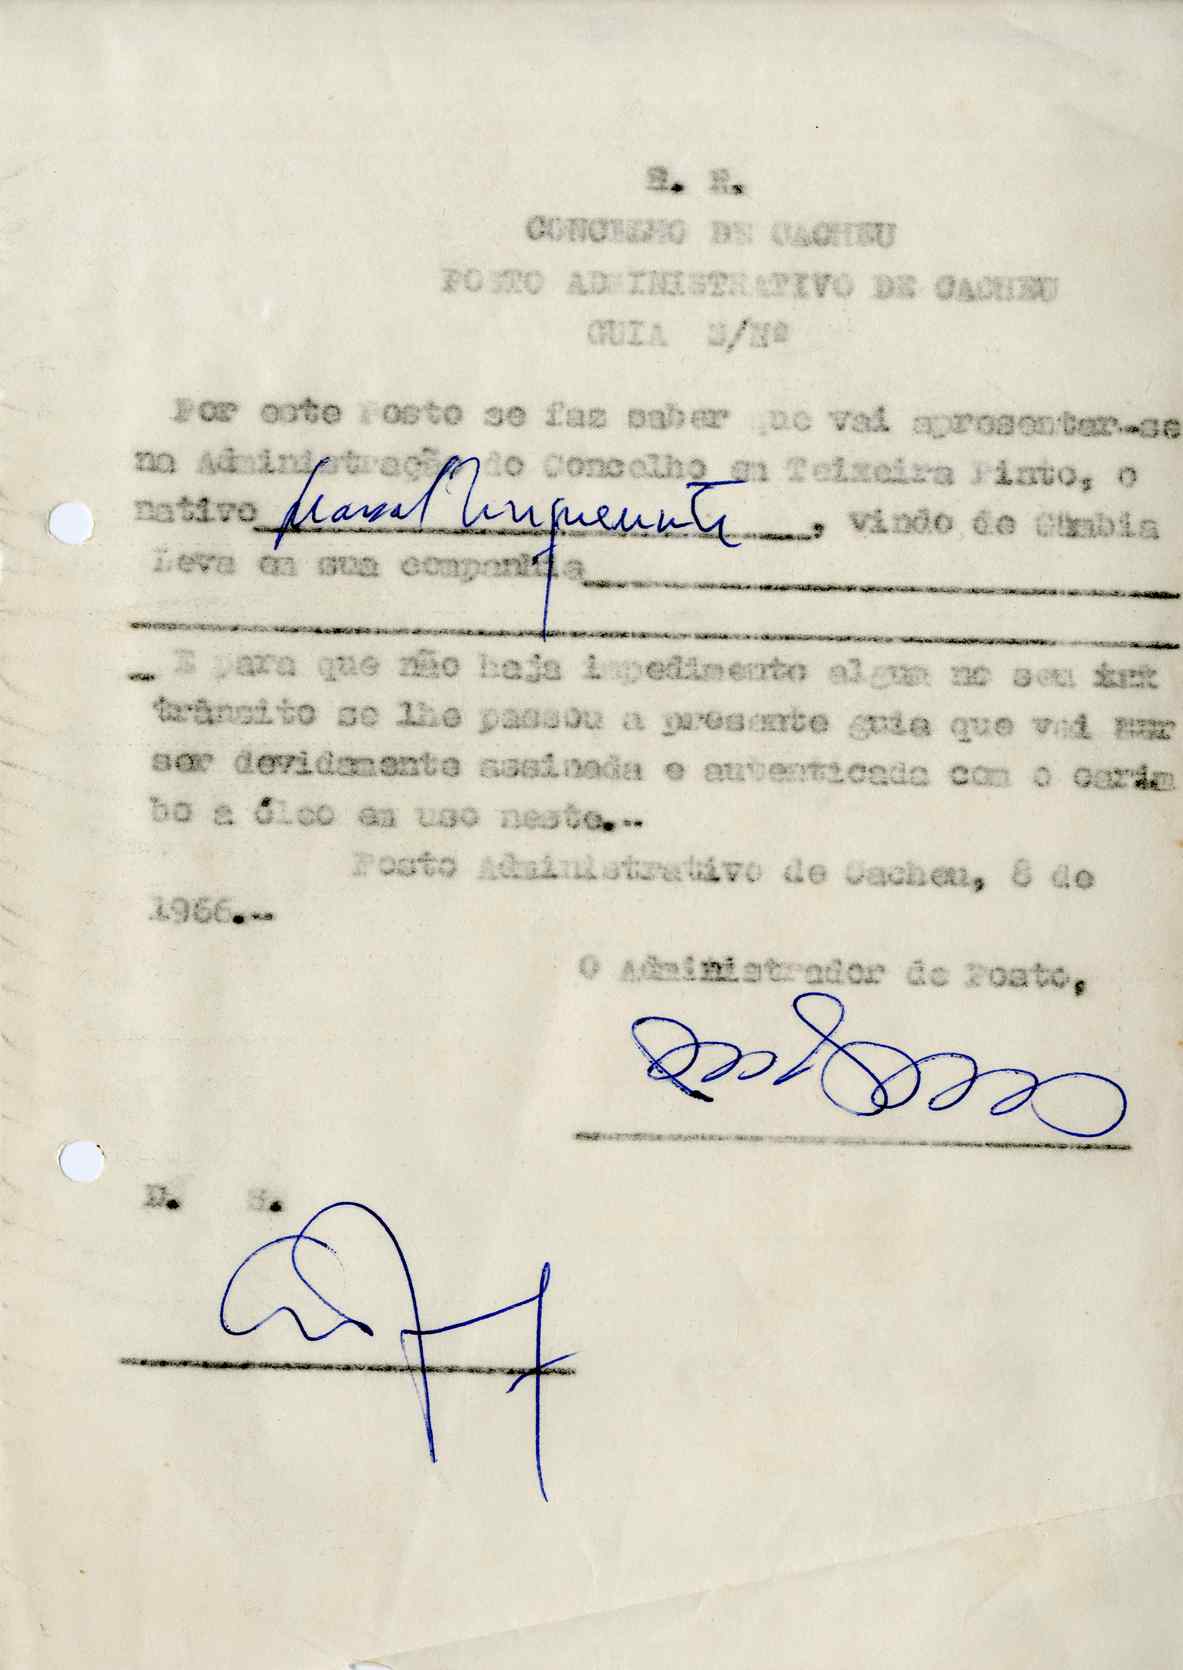 S. R.
CONCELHO DE CACHEU
POSTO ADMINISTRATIVO DE CACHEU
GUIA S/Nº
Por este Posto se faz saber que vai apresentar-se
na Administração do Concelho em Teixeira Pinto, o
nativo , vindo de Gâmbia
Leva em sua companhia
E para que não haja impedimento algum no seu
trânsito se lhe passou a presente guia que vai
ser devidamente assinada e autenticada com o carim
bo a óleo em uso neste.--
Posto Administrativo de Cacheu, 8 de
1966.--
O Administrador de Posto,
D. S.